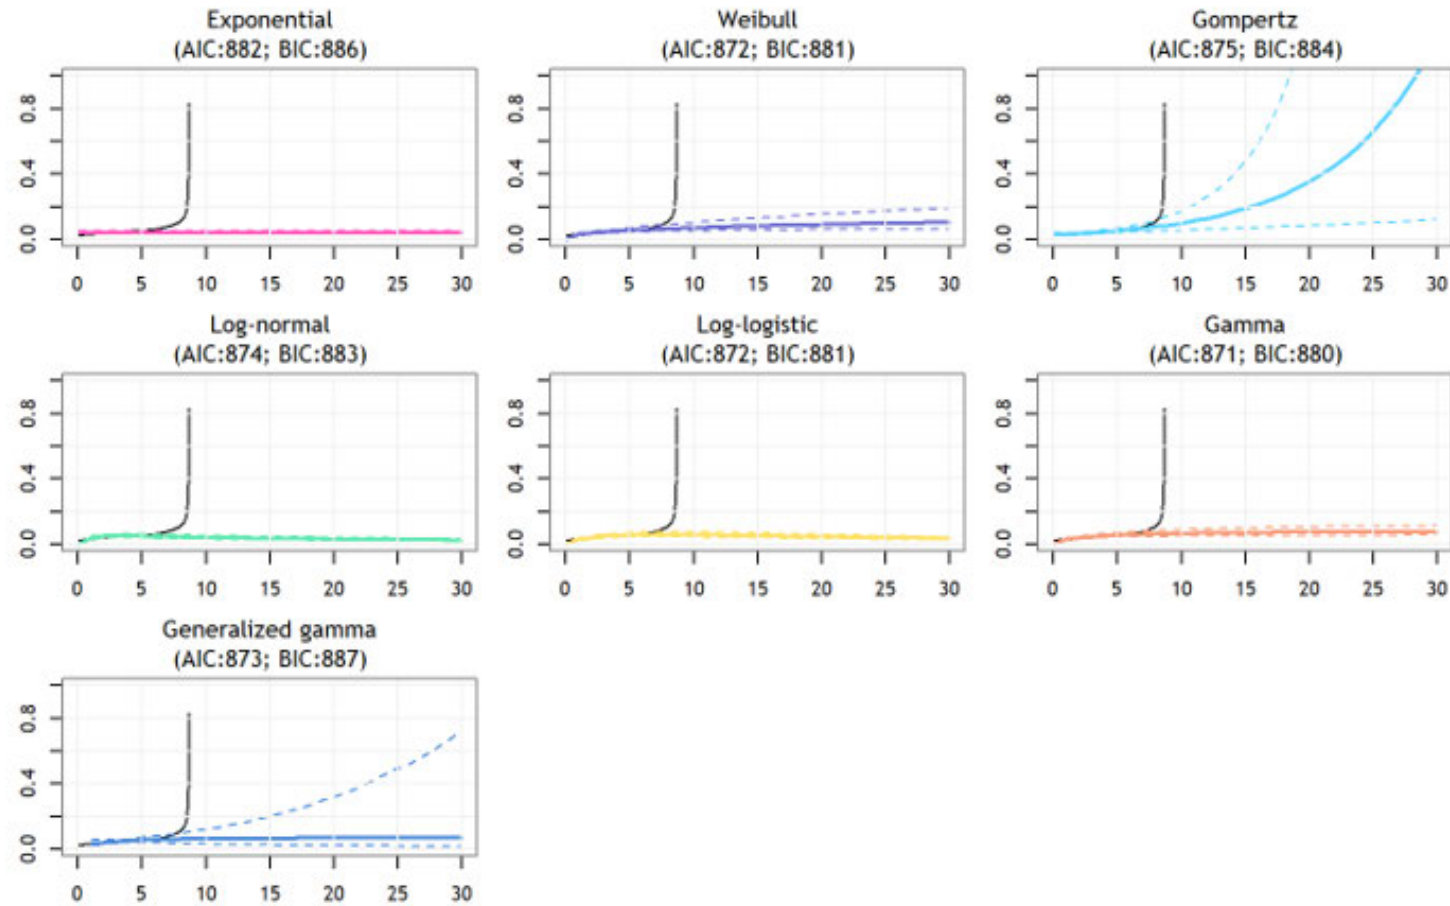 Exponential
(AIC:882; BIC:886)
Weibull
(AIC:872; BIC:881)
Gompertz
(AIC:875; BIC:884)
0.8
0.4
0.0
0 5 10 15 20 25 30
0.8
0.4
0.0
0 5 10 15 20 25 30
0.8
0.4
0.0
0 5 10 15 20 25 30
Log-normal
(AIC:874; BIC:883)
Log-logistic
(AIC:872; BIC:881)
Gamma
(AIC:871; BIC:880)
0.8
0.4
0.0
0 5 10 15 20 25 30
0.8
0.4
0.0
0 5 10 15 20 25 30
0.8
0.4
0.0
0 5 10 15 20 25 30
Generalized gamma
(AIC:873; BIC:887)
0.8
0.4
0.0
0 5 10 15 20 25 30